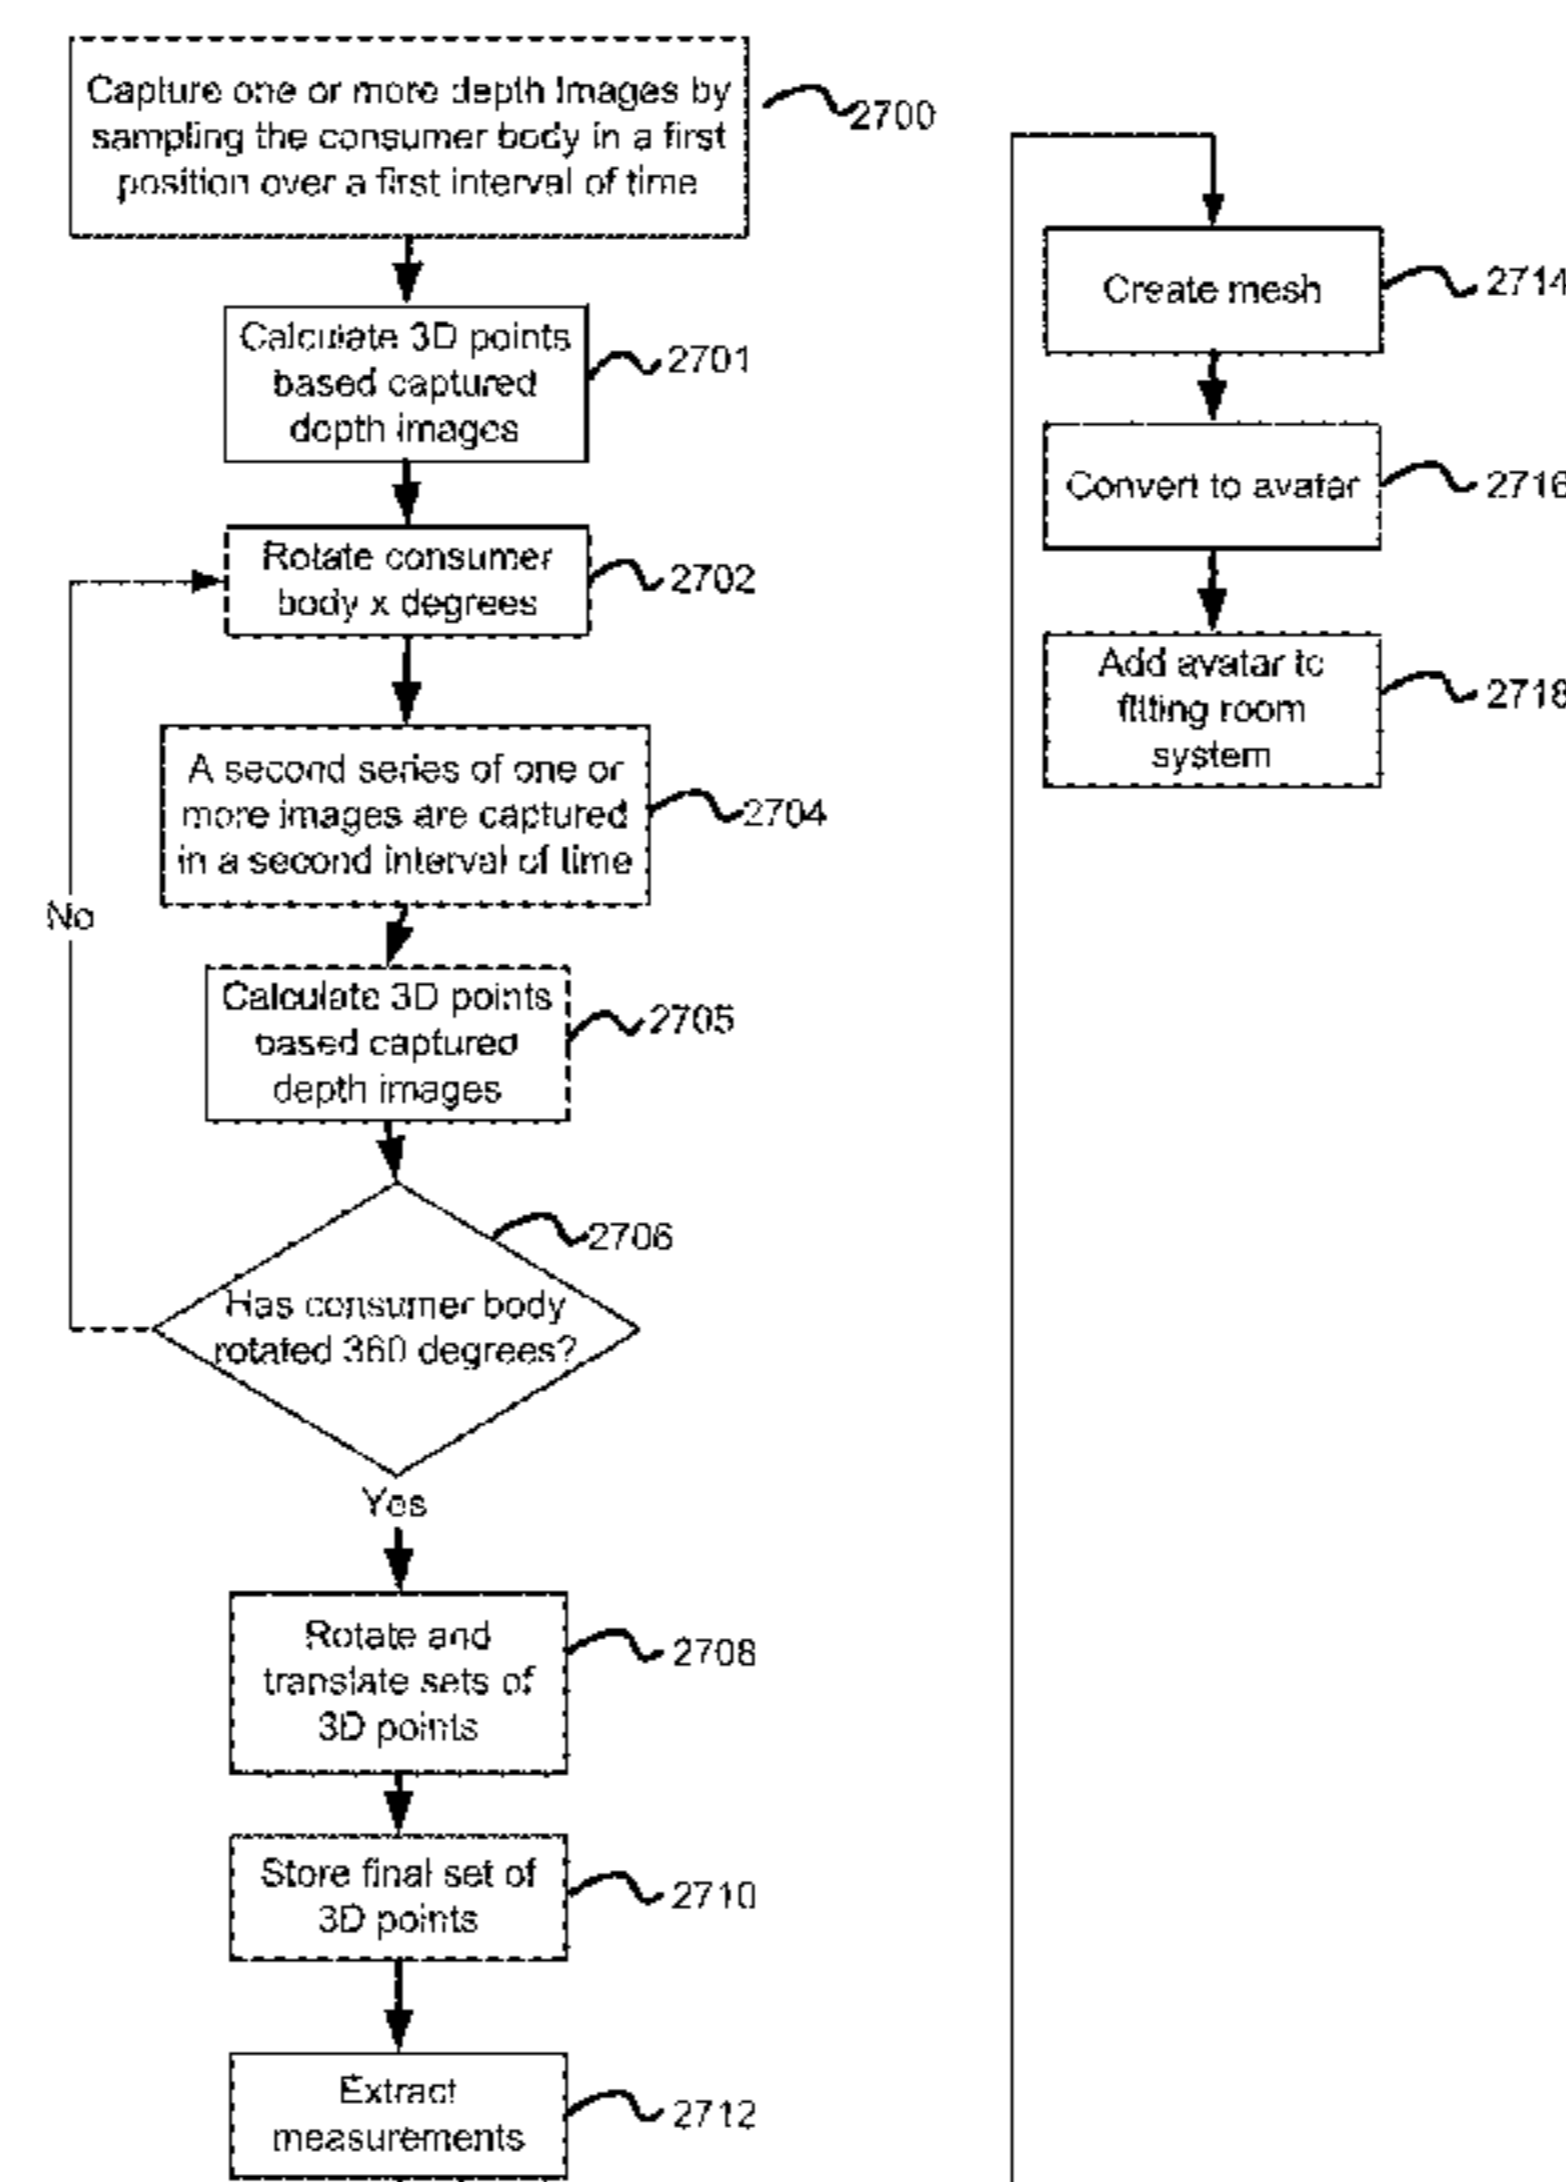 Capture one or more depth Images by
sampling the consumer body in a first
position over a first interval of time
2700
Calculate 3D points
based captured
depth images
2701
Rotate consumer
body x degrees
2702
A second series of one or
more images are captured
in a second interval of time
2704
No
Calculate 3D points
based captured
depth images
2705
2706
Has consumer body
rotated 360 degrees?
Yes
Rotate and
translate sets of
3D points
2708
Store final set of
3D points
2710
Extract
measurements
2712
Create mesh
2714
Convert to avatar
2716
Add avatar to
fitting room
system
2718